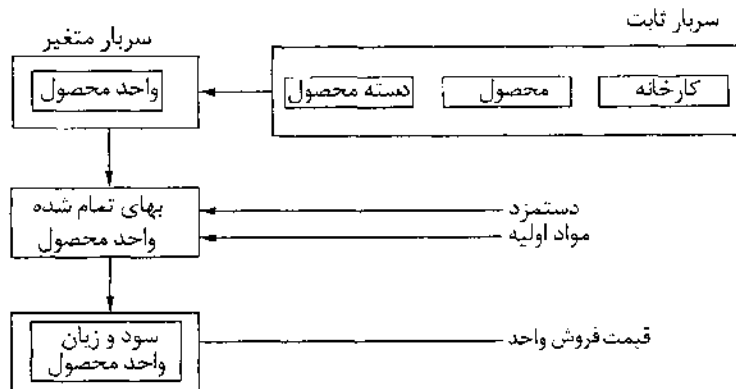 سربار ثابت
سربار متغیر
کارخانه
محصول
دسته محصول
واحد محصول
بهای تمام شده
واحد محصول
دستمزد
مواد اولیه
سود و زیان
واحد محصول
قیمت فروش واحد